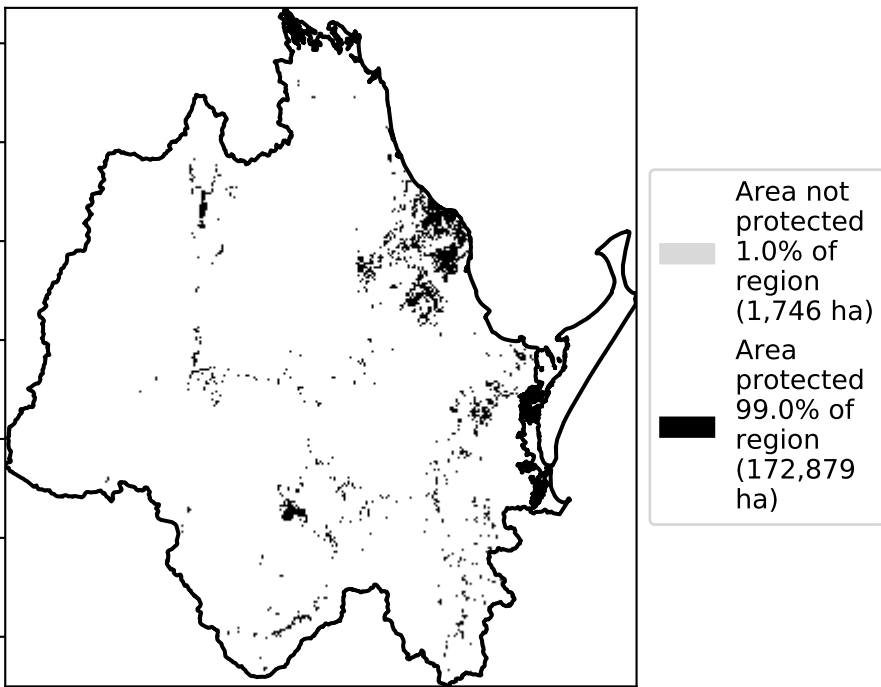 Area not
protected
1.0% of
region
(1,746 ha)
Area
protected
99.0% of
region
(172,879
ha)